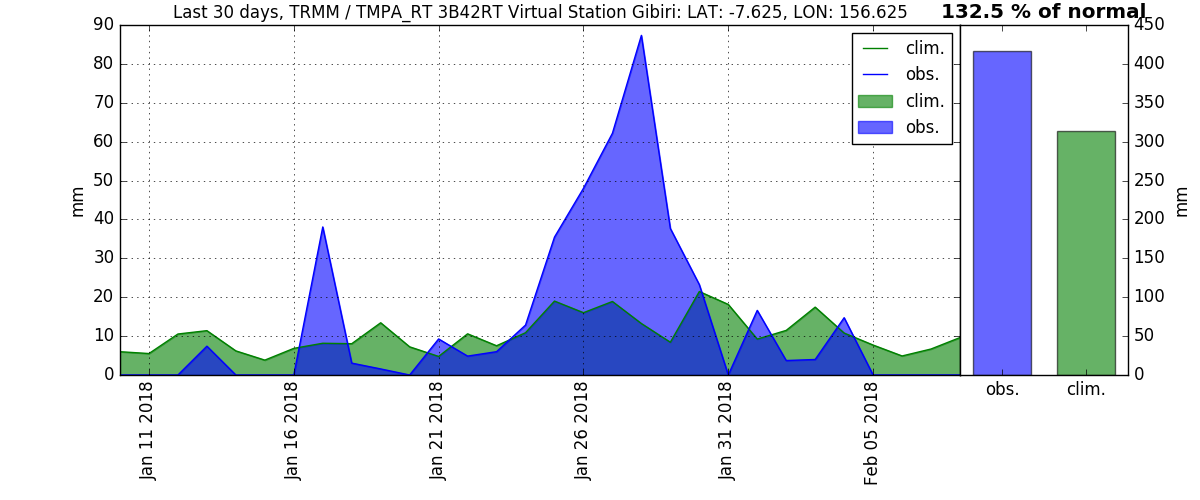 Last 30 days, TRMM / TMPA_RT 3B42RT Virtual Station Gibiri: LAT: -7.625, LON: 156.625
132.5 % of normal
90
80
70
60
50
40
30
20
10
0
mm
clim.
obs.
clim.
obs.
450
400
350
300
250
200
150
100
50
0
mm
Jan 11 2018
Jan 16 2018
Jan 21 2018
Jan 26 2018
Jan 31 2018
Feb 05 2018
obs.
clim.